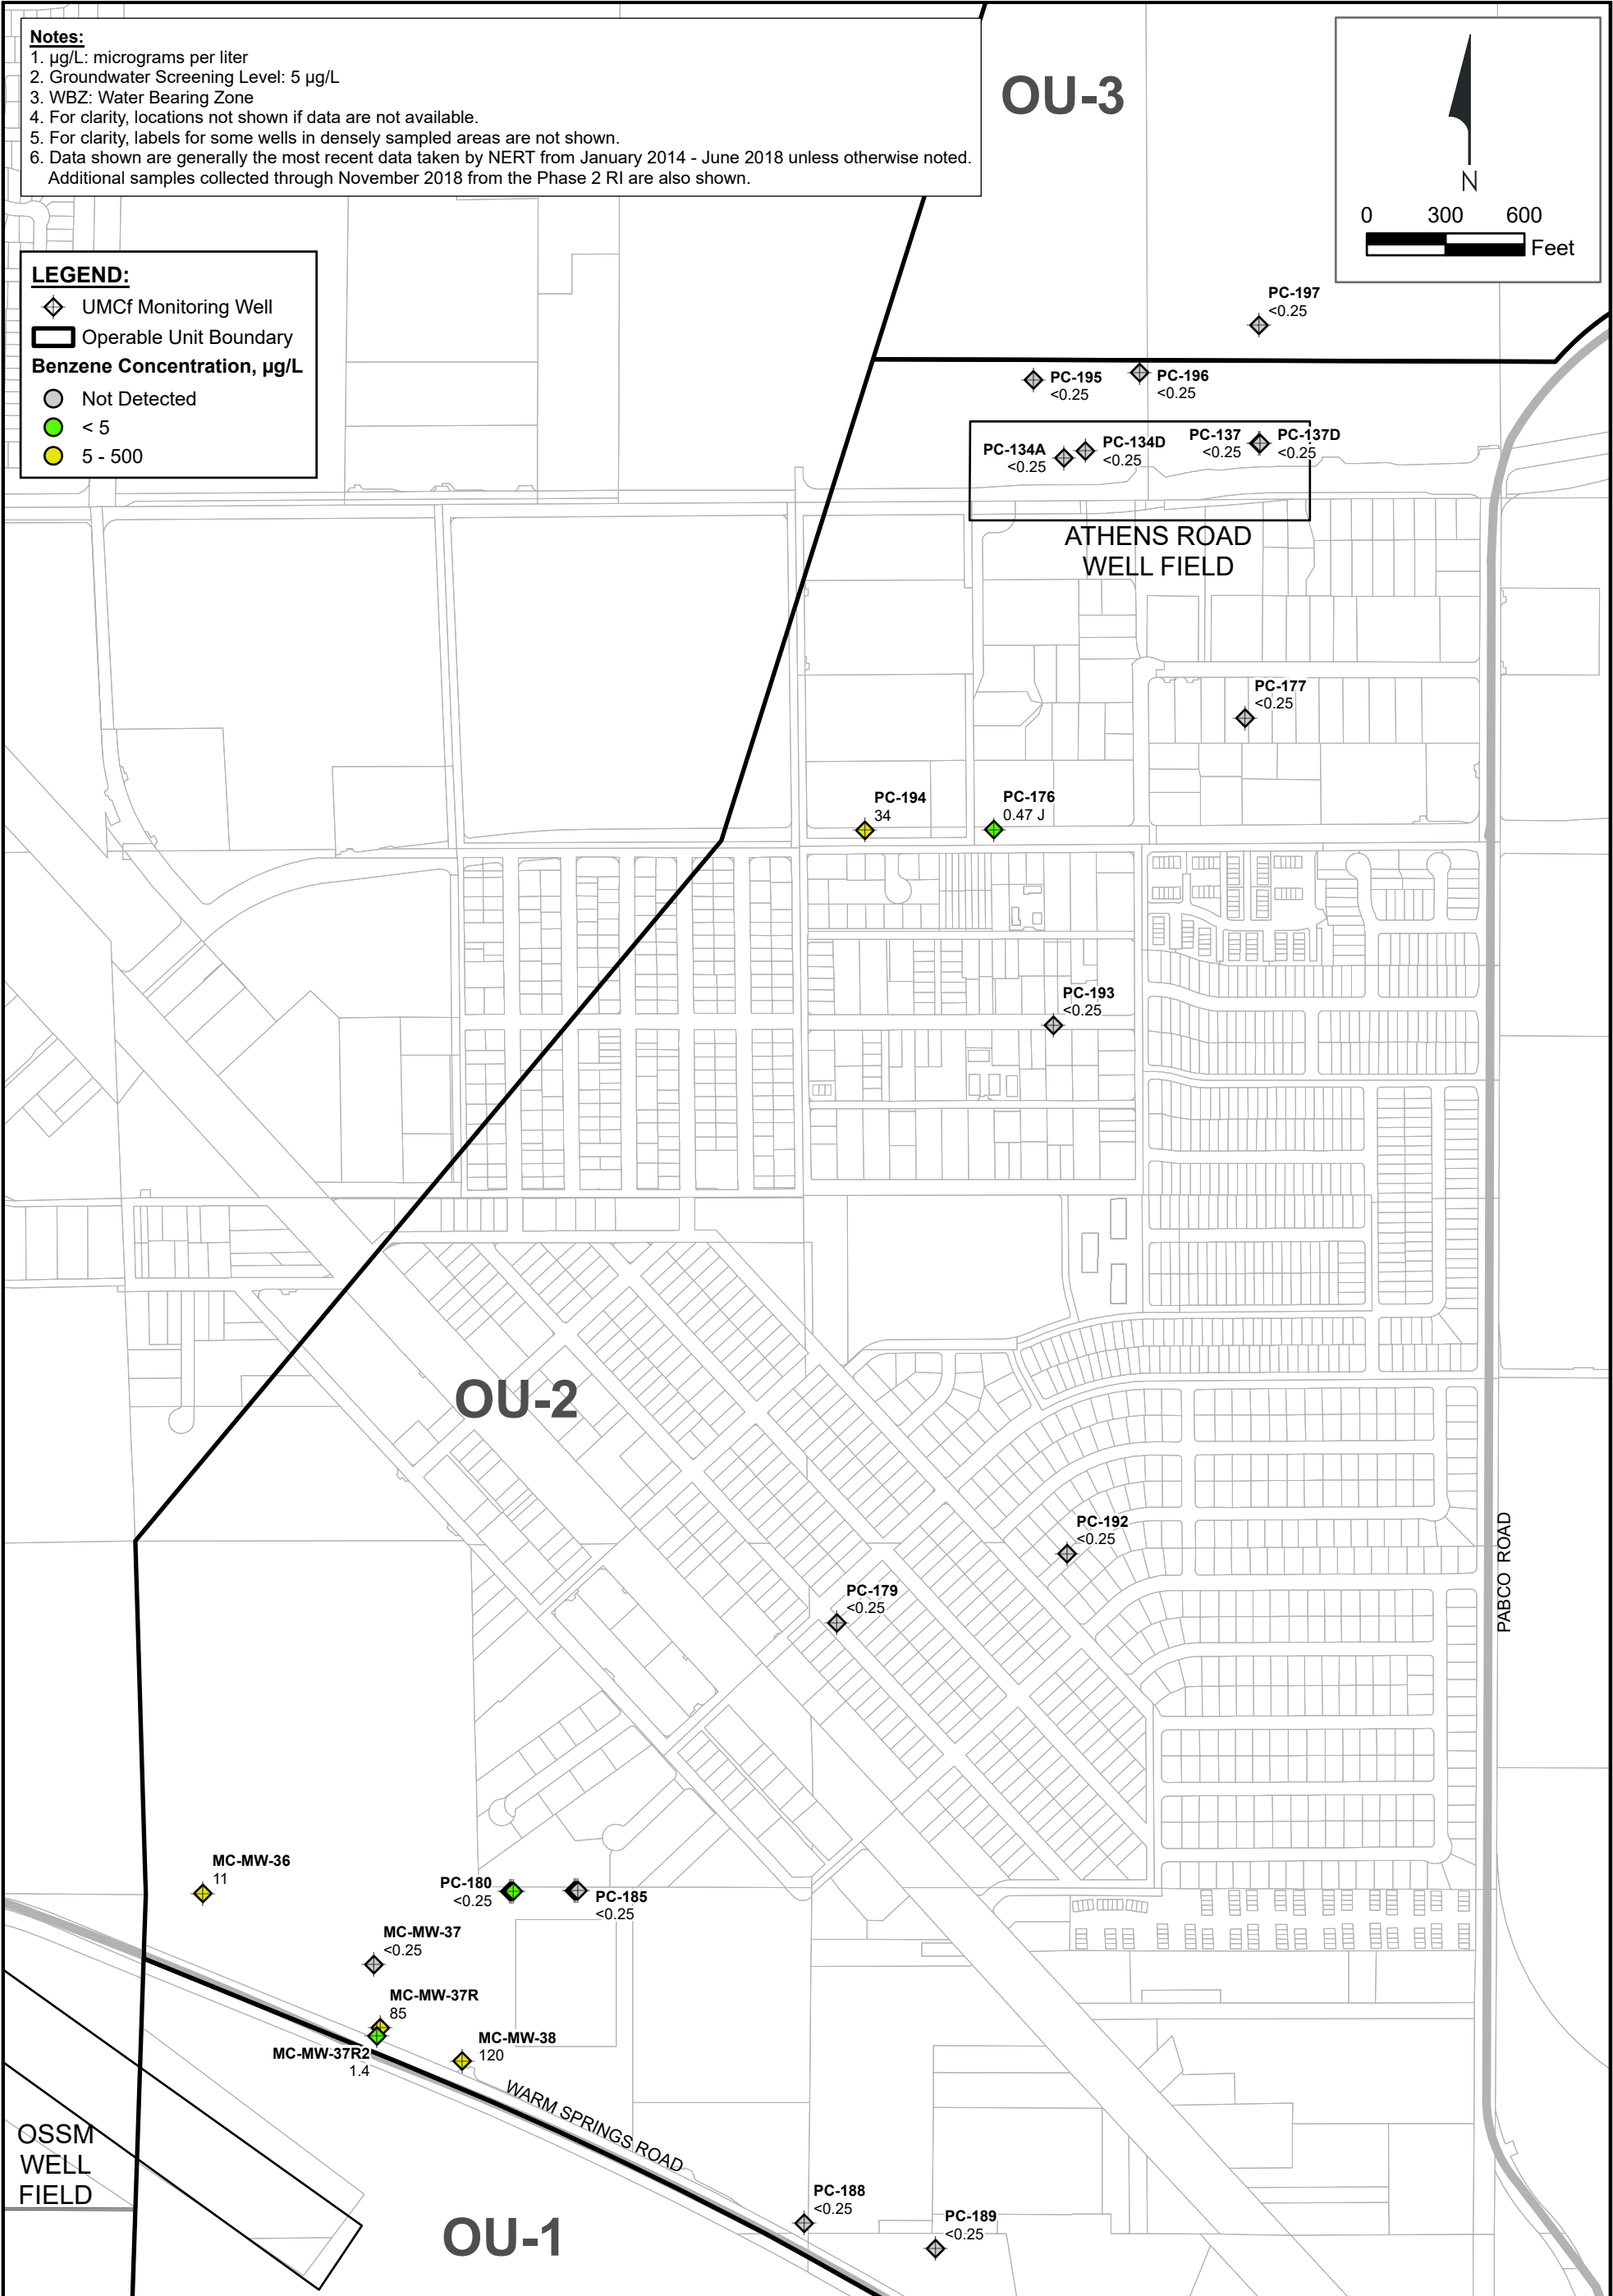 Notes:
1. µg/L: micrograms per liter
2. Groundwater Screening Level: 5 µg/L
3. WBZ: Water Bearing Zone
4. For clarity, locations not shown if data are not available.
5. For clarity, labels for some wells in densely sampled areas are not shown.
6. Data shown are generally the most recent data taken by NERT from January 2014 - June 2018 unless otherwise noted.
Additional samples collected through November 2018 from the Phase 2 RI are also shown.
OU-3
N
0 300 600
Feet
LEGEND:
UMCf Monitoring Well
Operable Unit Boundary
Benzene Concentration, µg/L
Not Detected
< 5
5 - 500
PC-197
<0.25
PC-195
<0.25
PC-196
<0.25
PC-134A
<0.25
PC-134D
<0.25
PC-137
<0.25
PC-137D
<0.25
ATHENS ROAD
WELL FIELD
PC-177
<0.25
PC-194
34
PC-176
0.47 J
PC-193
<0.25
OU-2
PC-192
<0.25
PABCO ROAD
PC-179
<0.25
MC-MW-36
11
PC-180
<0.25
PC-185
<0.25
MC-MW-37
<0.25
MC-MW-37R
85
MC-MW-37R2
1.4
MC-MW-38
120
WARM SPRINGS ROAD
OSSM
WELL
FIELD
PC-188
<0.25
PC-189
<0.25
OU-1